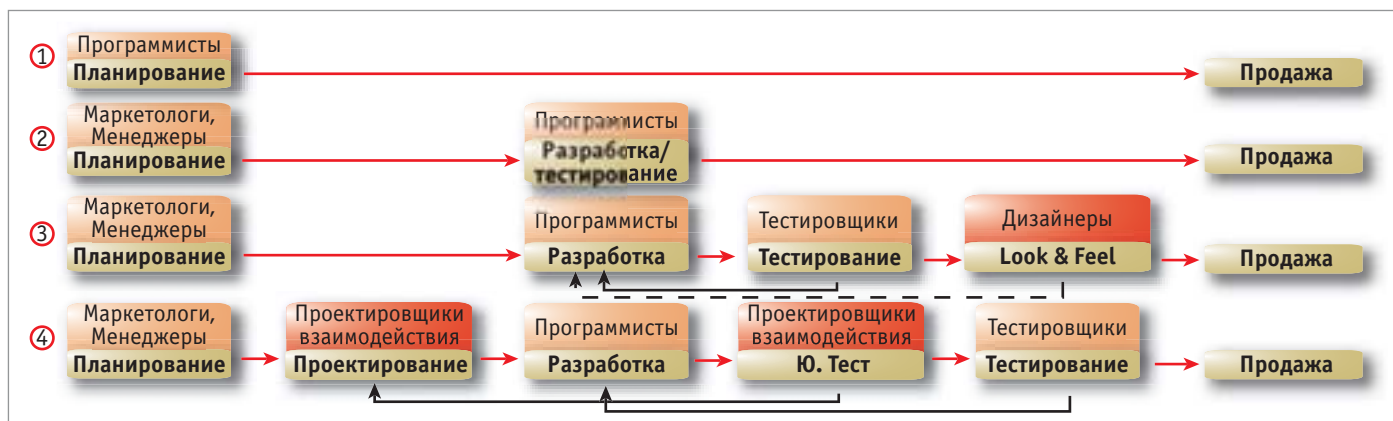 ①
Программисты
Планирование
Продажа
②
Маркетологи,
Менеджеры
Планирование
Программисты
Разработка/
тестирование
Продажа
③
Маркетологи,
Менеджеры
Планирование
Программисты
Разработка
Тестировщики
Тестирование
Дизайнеры
Look & Feel
Продажа
④
Маркетологи,
Менеджеры
Планирование
Проектировщики
взаимодействия
Проектирование
Программисты
Разработка
Проектировщики
взаимодействия
Ю. Тест
Тестировщики
Тестирование
Продажа